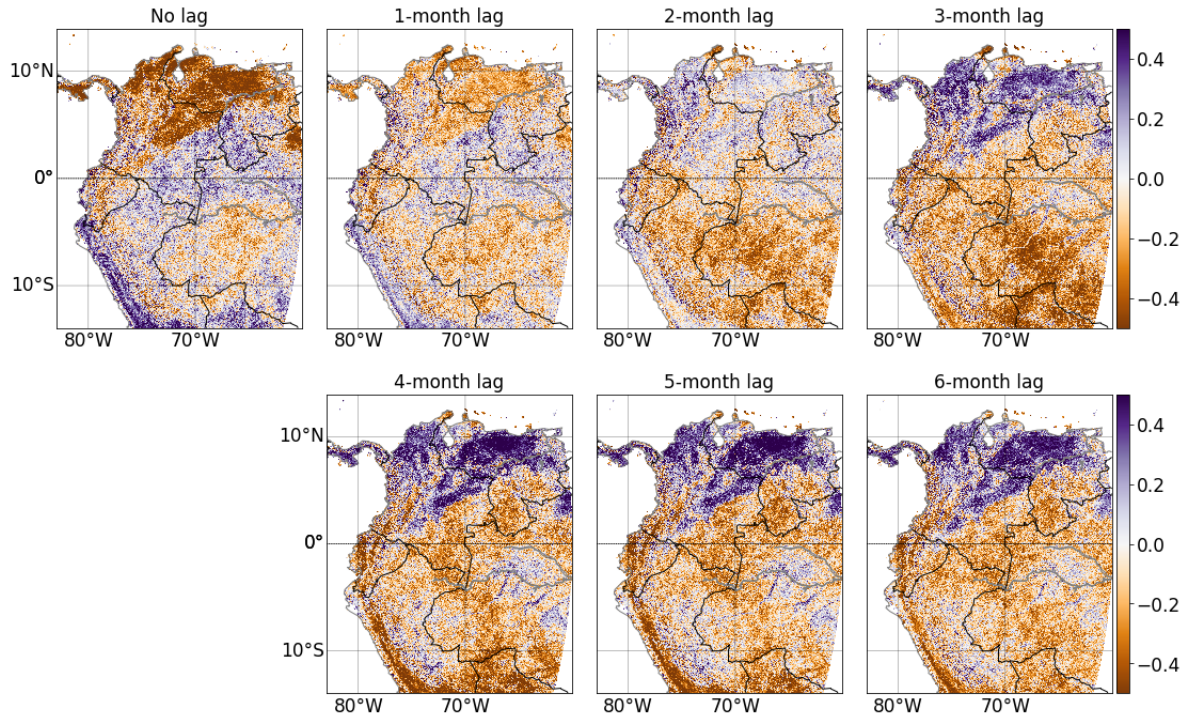 No lag 1-month lag 2-month lag 3-month lag
10°N
0°
10°S
80°W 70°W 80°W 70°W 80°W 70°W 80°W 70°W
0.4
0.2
0.0
−0.2
−0.4
4-month lag 5-month lag 6-month lag
10°N
0°
10°S
80°W 70°W 80°W 70°W 80°W 70°W
0.4
0.2
0.0
−0.2
−0.4